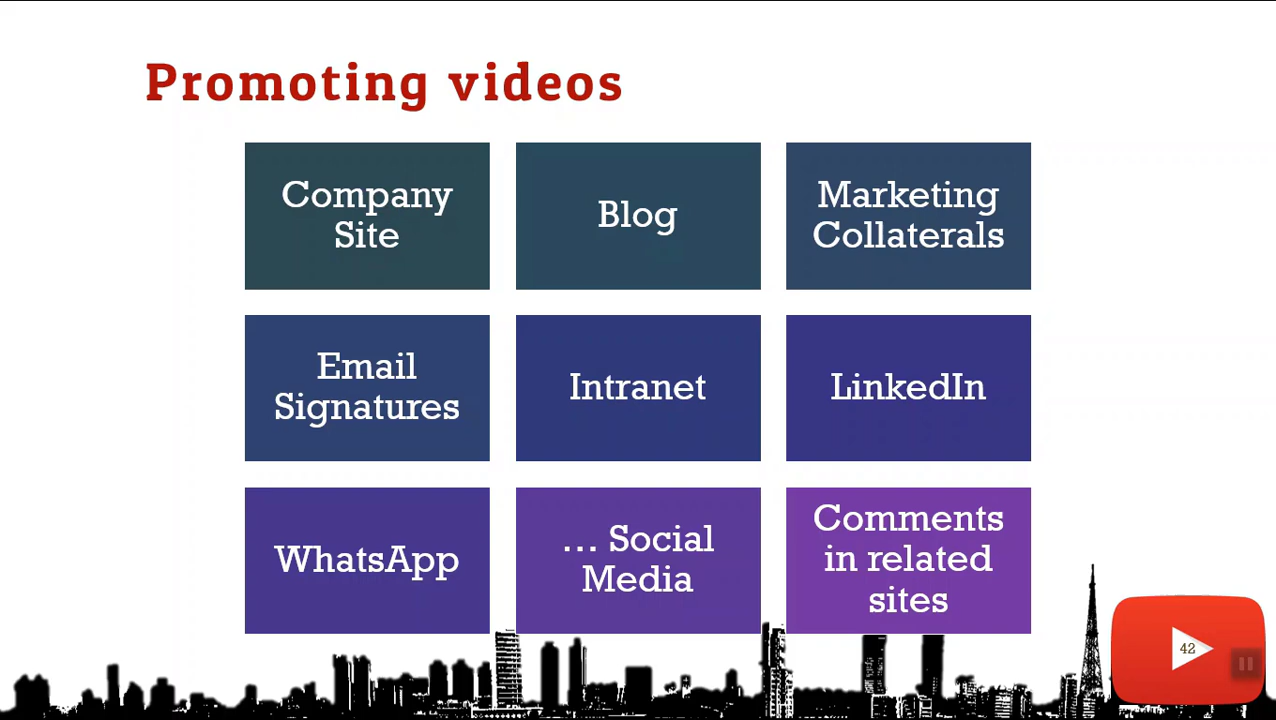 Promoting videos
Company
Site
Blog
Marketing
Collaterals
Email
Signatures
Intranet
LinkedIn
WhatsApp
... Social
Media
Comments
in related
sites
42